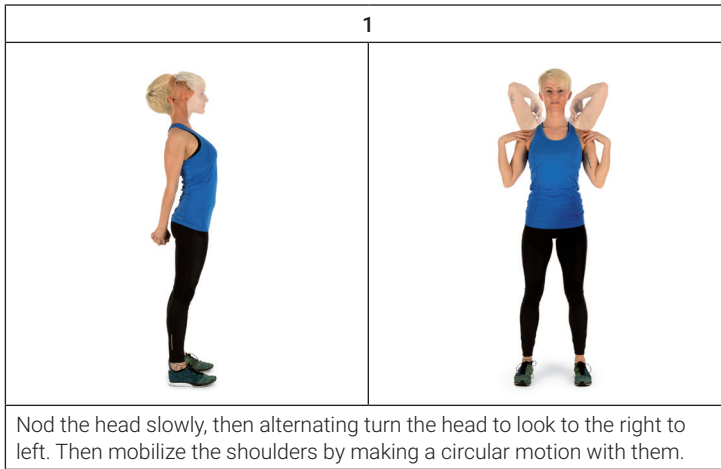 1
Nod the head slowly, then alternating turn the head to look to the right to
left. Then mobilize the shoulders by making a circular motion with them.